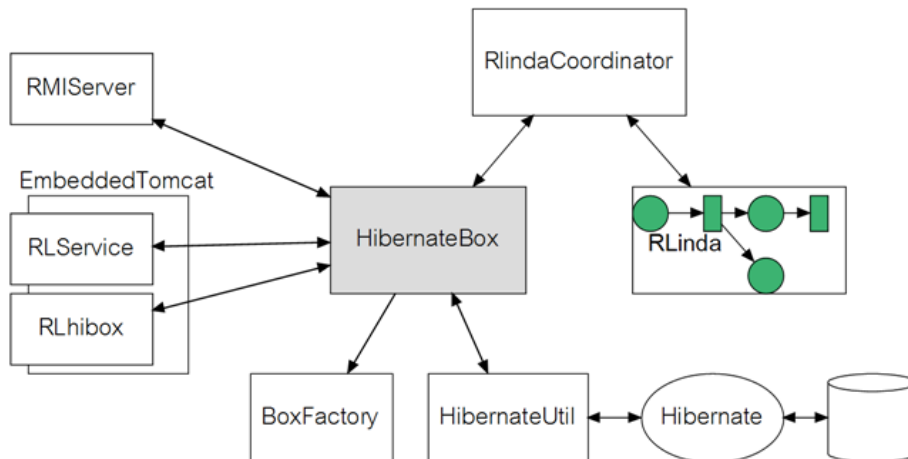 RlindaCoordinator
RMIServer
EmbeddedTomcat
RLService
HibernateBox
RLinda
RLhibox
BoxFactory
HibernateUtil
Hibernate